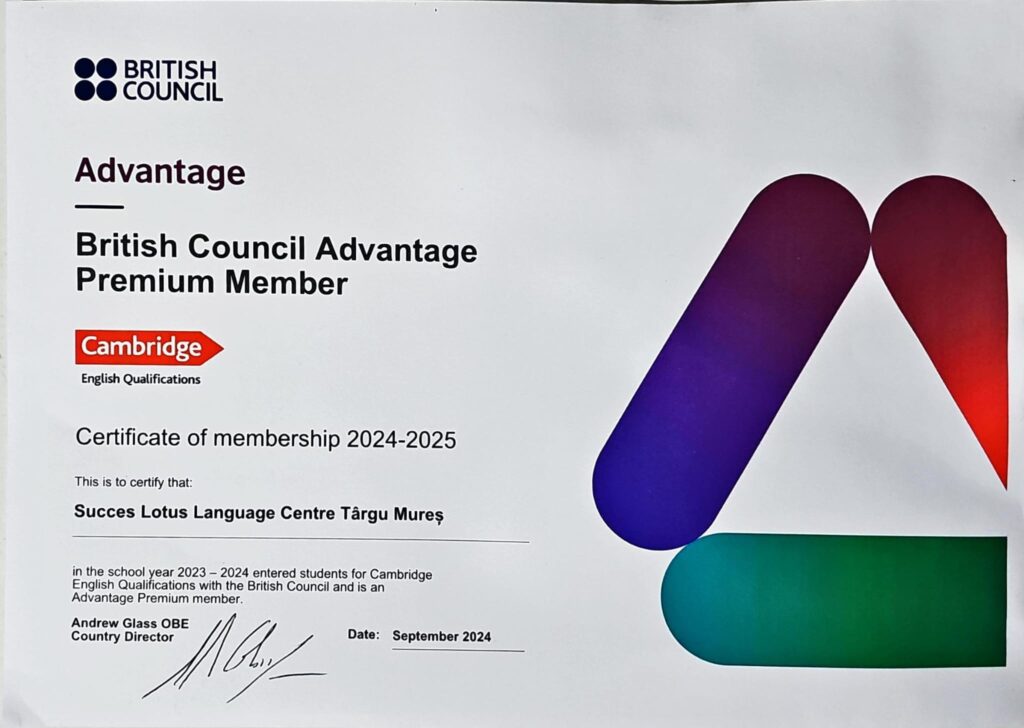 BRITISH
COUNCIL
Advantage
British Council Advantage
Premium Member
Cambridge
English Qualifications
Certificate of membership 2024-2025
This is to certify that:
Succes Lotus Language Centre Târgu Mureș
in the school year 2023 – 2024 entered students for Cambridge
English Qualifications with the British Council and is an
Advantage Premium member.
Andrew Glass OBE
Country Director
Date: September 2024